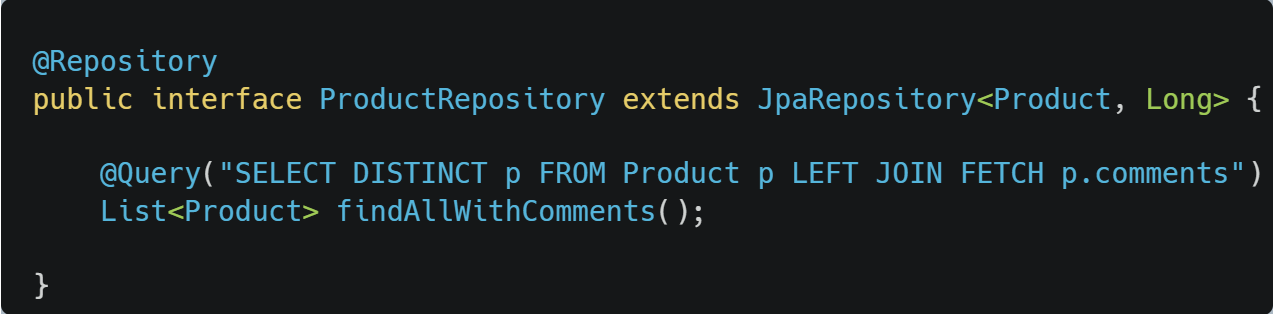 @Repository
public interface ProductRepository extends JpaRepository<Product, Long> {
@Query("SELECT DISTINCT p FROM Product p LEFT JOIN FETCH p.comments")
List<Product> findAllWithComments();
}